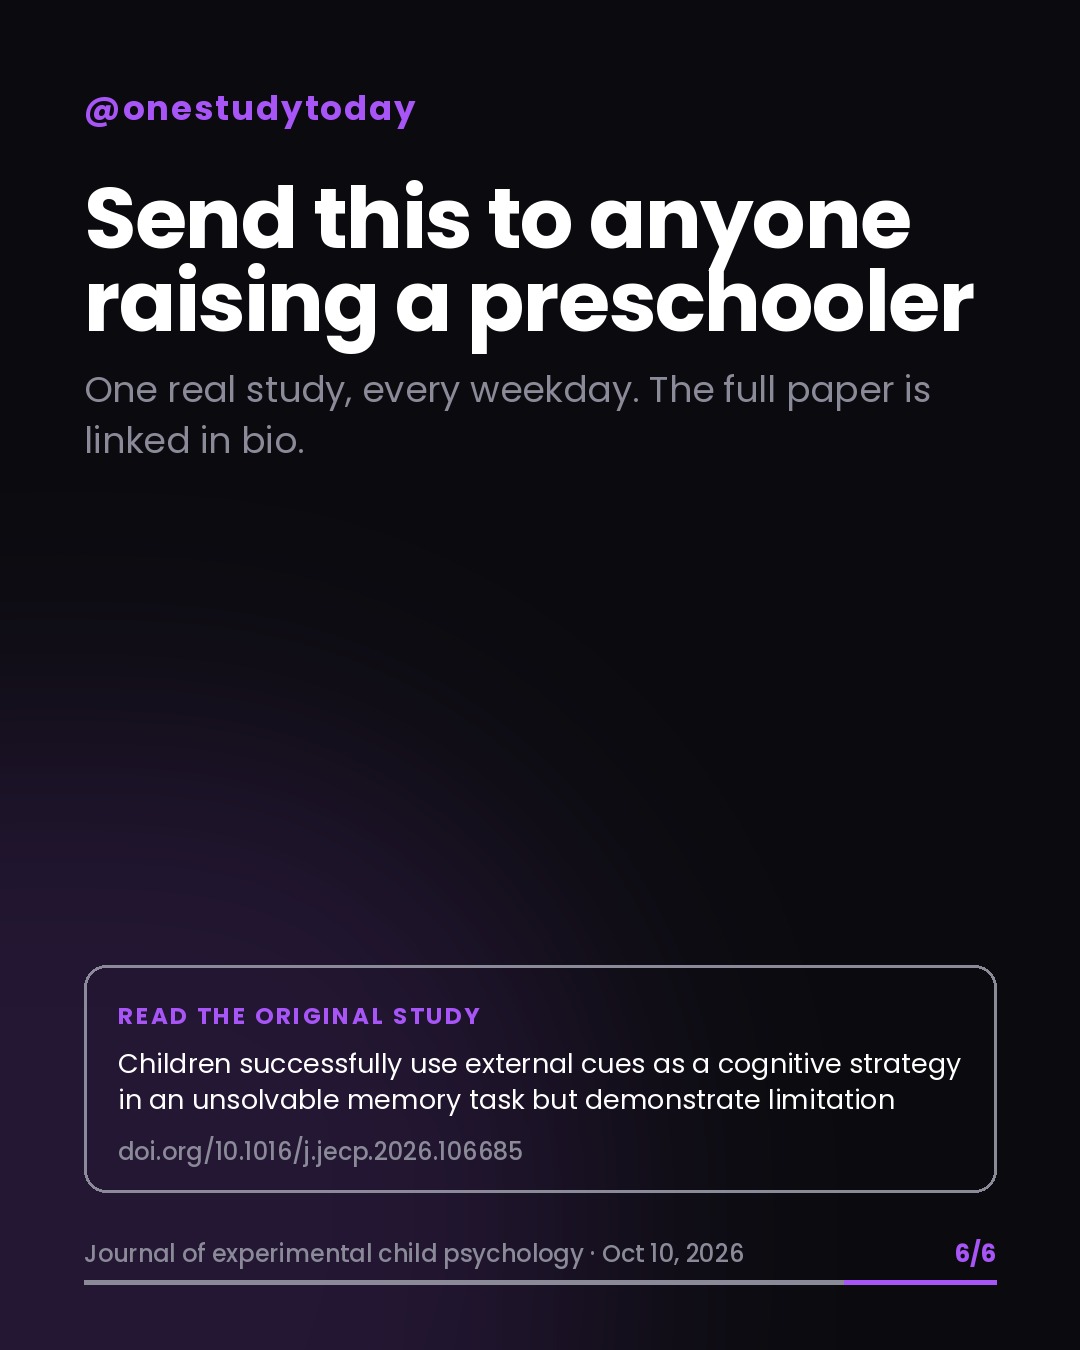 @onestudytoday
Send this to anyone
raising a preschooler
One real study, every weekday. The full paper is
linked in bio.
READ THE ORIGINAL STUDY
Children successfully use external cues as a cognitive strategy
in an unsolvable memory task but demonstrate limitation
doi.org/10.1016/j.jecp.2026.106685
Journal of experimental child psychology · Oct 10, 2026
6/6